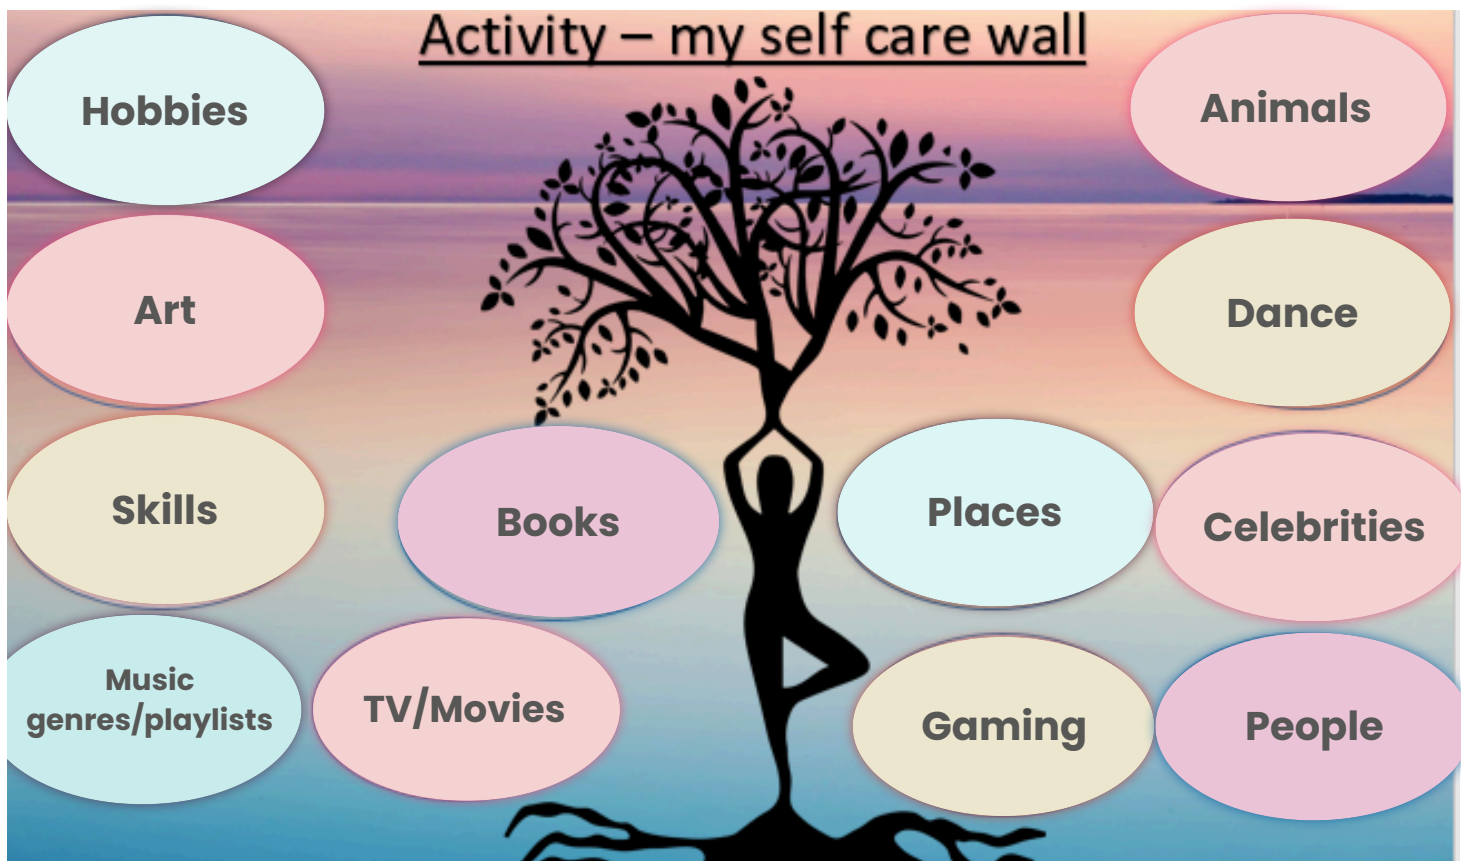 Activity – my self care wall
Hobbies
Animals
Art
Dance
Skills
Books
Places
Celebrities
Music
genres/playlists
TV/Movies
Gaming
People